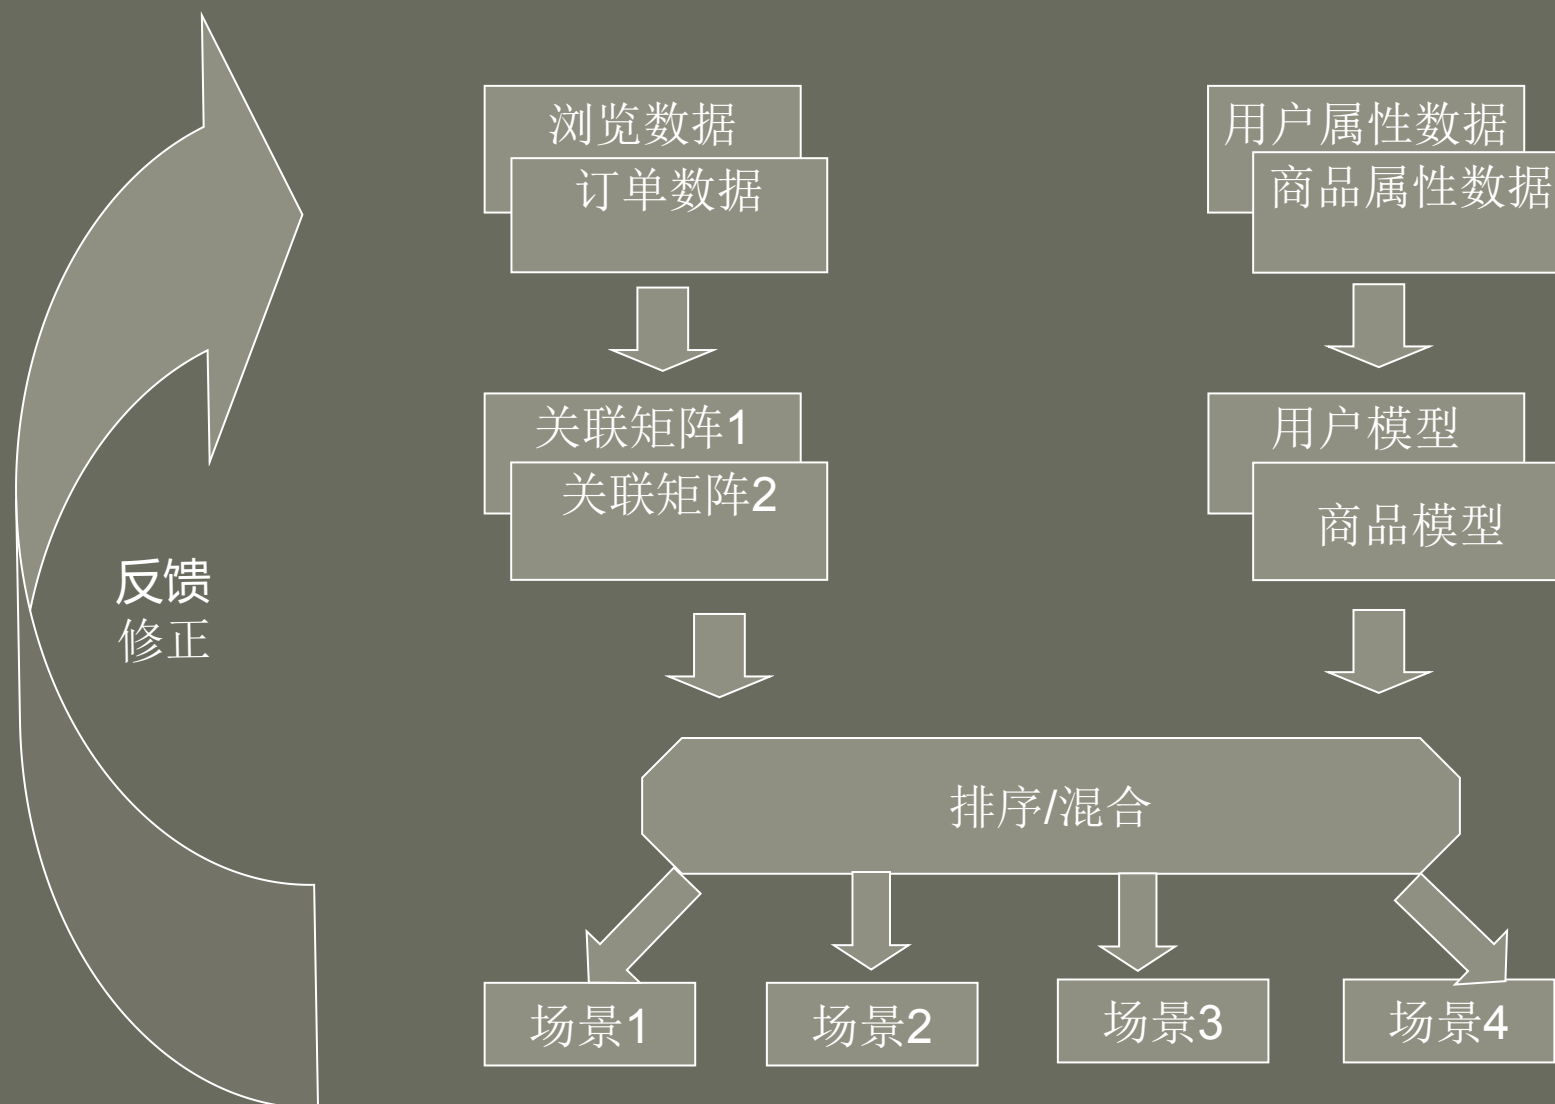 浏览数据
订单数据
用户属性数据
商品属性数据
关联矩阵1
关联矩阵2
用户模型
商品模型
反馈
修正
排序/混合
场景1
场景2
场景3
场景4